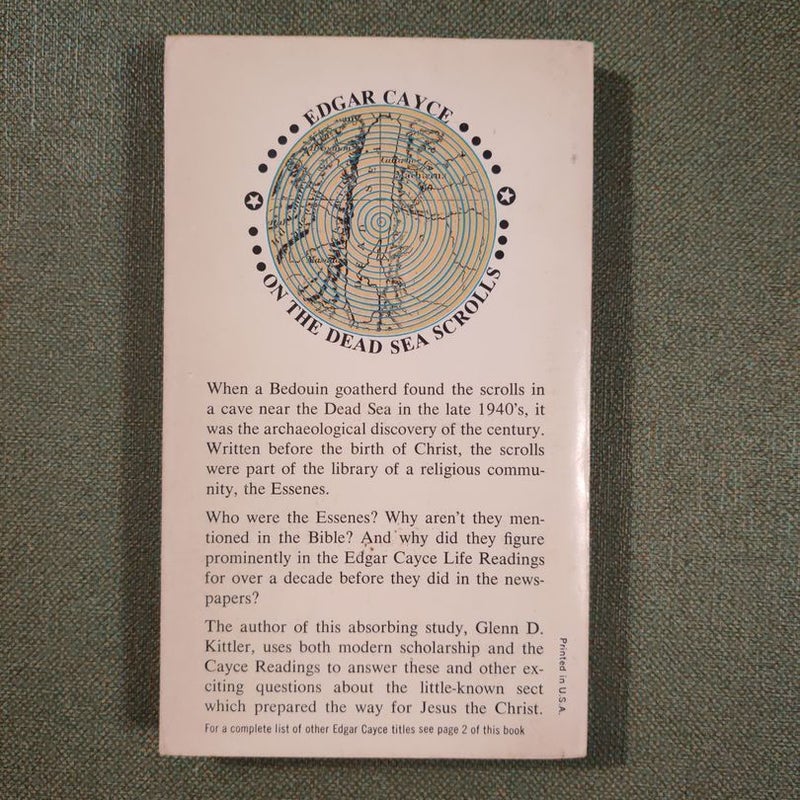 EDGAR CAYCE
ON THE DEAD SEA SCROLLS
When a Bedouin goatherd found the scrolls in
a cave near the Dead Sea in the late 1940's, it
was the archaeological discovery of the century.
Written before the birth of Christ, the scrolls
were part of the library of a religious commu-
nity, the Essenes.
Who were the Essenes? Why aren't they men-
tioned in the Bible? And why did they figure
prominently in the Edgar Cayce Life Readings
for over a decade before they did in the news-
papers?
The author of this absorbing study, Glenn D.
Kittler, uses both modern scholarship and the
Cayce Readings to answer these and other ex-
citing questions about the little-known sect
which prepared the way for Jesus the Christ.
For a complete list of other Edgar Cayce titles see page 2 of this book
Printed in U.S.A.